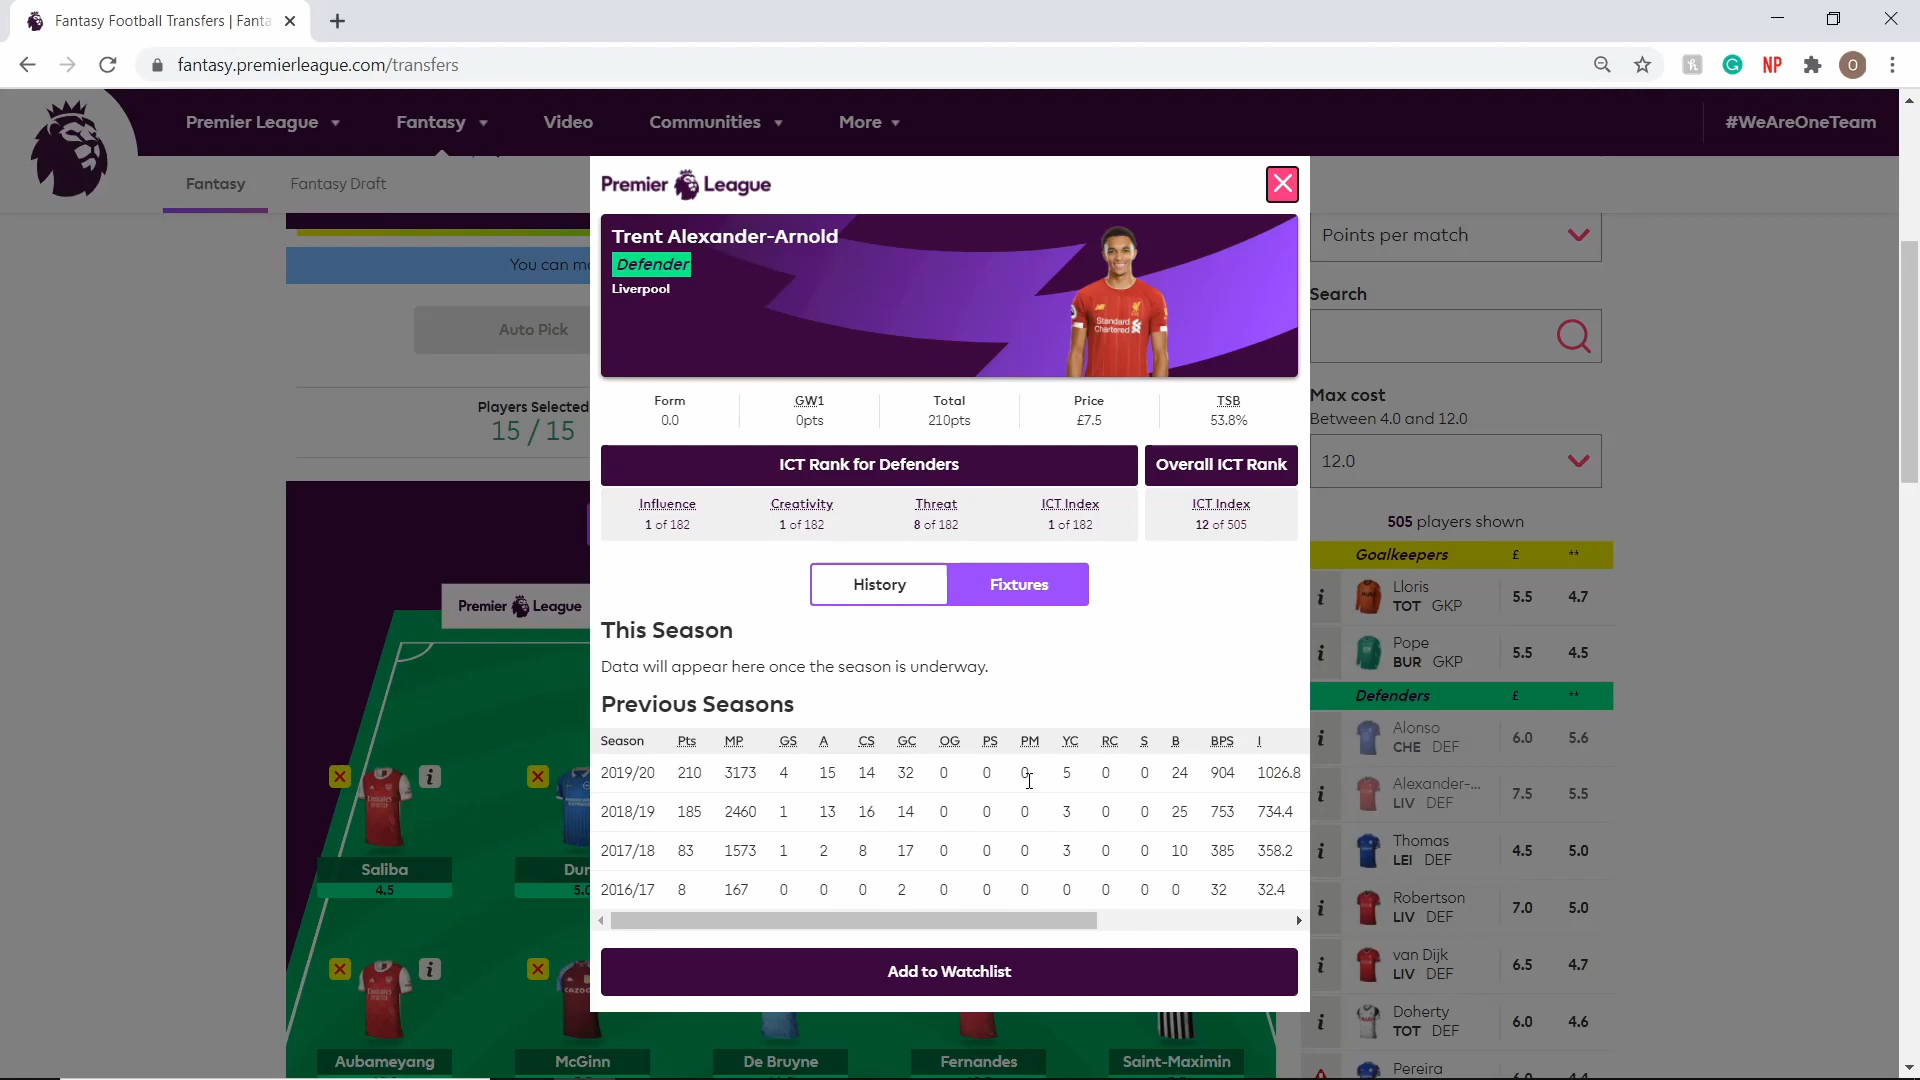 Fantasy Football Transfers | Fanta
fantasy.premierleague.com/transfers
NP
O
Premier League
Fantasy
Video
Communities
More
#WeAreOneTeam
Fantasy
Fantasy Draft
Premier League
Trent Alexander-Arnold
Defender
Liverpool
Standard
Chartered
You can m
Auto Pick
Players Selected
15 / 15
Form GW1 Total Price TSB
0.0 0pts 210pts £7.5 53.8%
ICT Rank for Defenders Overall ICT Rank
Influence Creativity Threat ICT Index ICT Index
1 of 182 1 of 182 8 of 182 1 of 182 12 of 505
History Fixtures
This Season
Data will appear here once the season is underway.
Previous Seasons
Season Pts MP GS A CS GC OG PS PM YC RC S B BPS I
2019/20 210 3173 4 15 14 32 0 0 0 5 0 0 24 904 1026.8
2018/19 185 2460 1 13 16 14 0 0 0 3 0 0 25 753 734.4
2017/18 83 1573 1 2 8 17 0 0 0 3 0 0 10 385 358.2
2016/17 8 167 0 0 0 2 0 0 0 0 0 0 0 32 32.4
Add to Watchlist
Premier League
Saliba
4.5
Dun
5.0
Aubameyang
McGinn
De Bruyne
Fernandes
Saint-Maximin
Points per match
Search
Max cost
Between 4.0 and 12.0
12.0
505 players shown
Goalkeepers £ **
Lloris
TOT GKP 5.5 4.7
Pope
BUR GKP 5.5 4.5
Defenders £ **
Alonso
CHE DEF 6.0 5.6
Alexander-...
LIV DEF 7.5 5.5
Thomas
LEI DEF 4.5 5.0
Robertson
LIV DEF 7.0 5.0
van Dijk
LIV DEF 6.5 4.7
Doherty
TOT DEF 6.0 4.6
Pereira